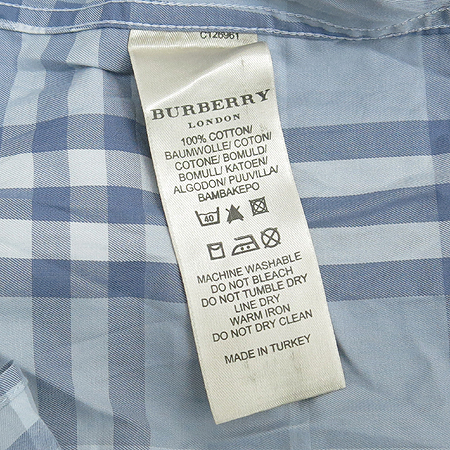 C126961
BURBERRY
LONDON
100% COTTON/
BAUMWOLLE/ COTON/
COTONE/ BOMULD/
BOMULL/ KATOEN/
ALGODON/ PUUVILLA/
BAMBAKEPO
40
MACHINE WASHABLE
DO NOT BLEACH
DO NOT TUMBLE DRY
LINE DRY
WARM IRON
DO NOT DRY CLEAN
MADE IN TURKEY